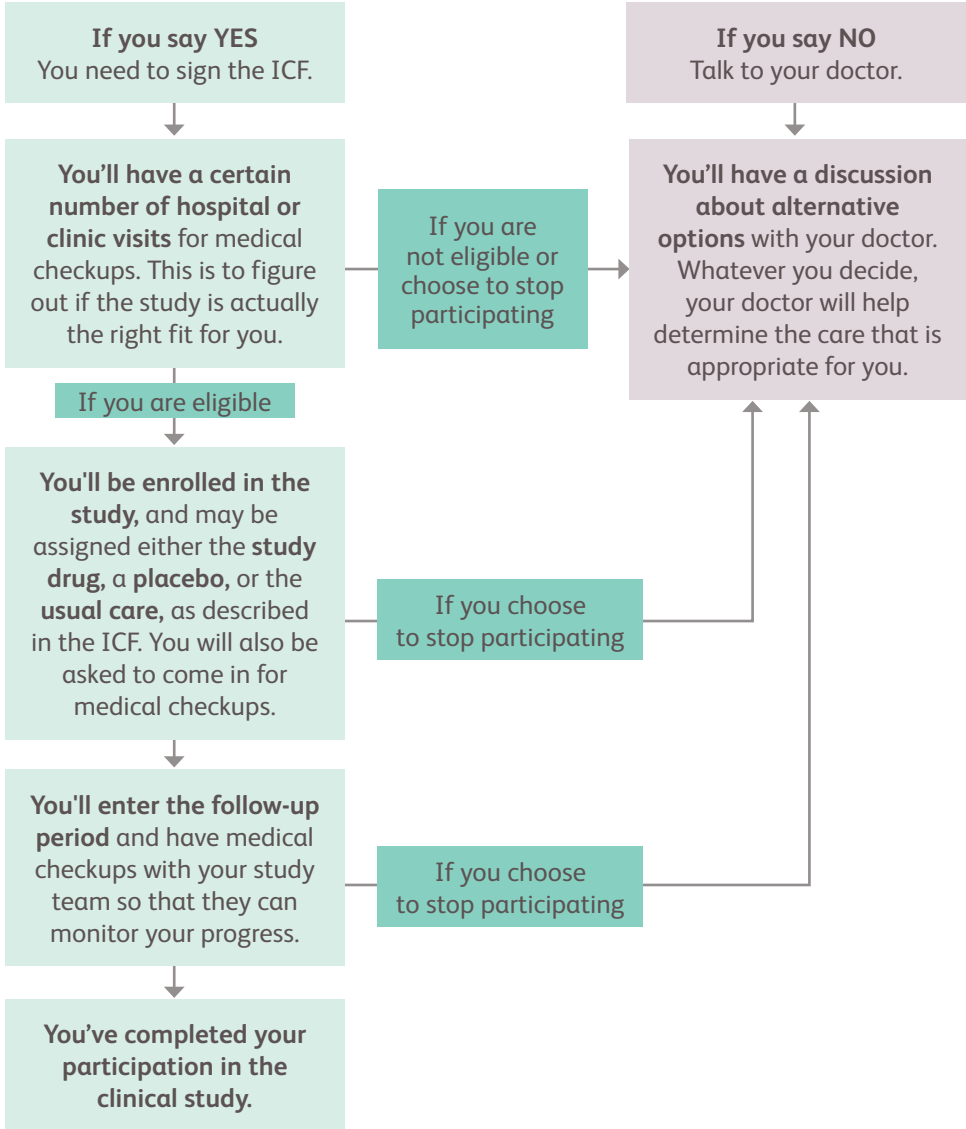 If you say YES
You need to sign the ICF.
If you say NO
Talk to your doctor.
You’ll have a certain
number of hospital or
clinic visits for medical
checkups. This is to figure
out if the study is actually
the right fit for you.
If you are
not eligible or
choose to stop
participating
You’ll have a discussion
about alternative
options with your doctor.
Whatever you decide,
your doctor will help
determine the care that is
appropriate for you.
If you are eligible
You'll be enrolled in the
study, and may be
assigned either the study
drug, a placebo, or the
usual care, as described
in the ICF. You will also be
asked to come in for
medical checkups.
If you choose
to stop participating
You'll enter the follow-up
period and have medical
checkups with your study
team so that they can
monitor your progress.
If you choose
to stop participating
You’ve completed your
participation in the
clinical study.